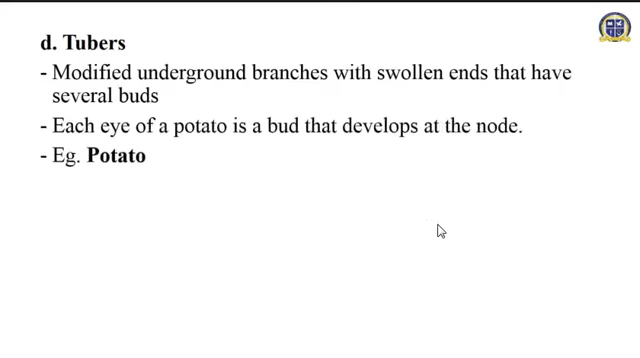 d. Tubers
- Modified underground branches with swollen ends that have
several buds
- Each eye of a potato is a bud that develops at the node.
- Eg. Potato